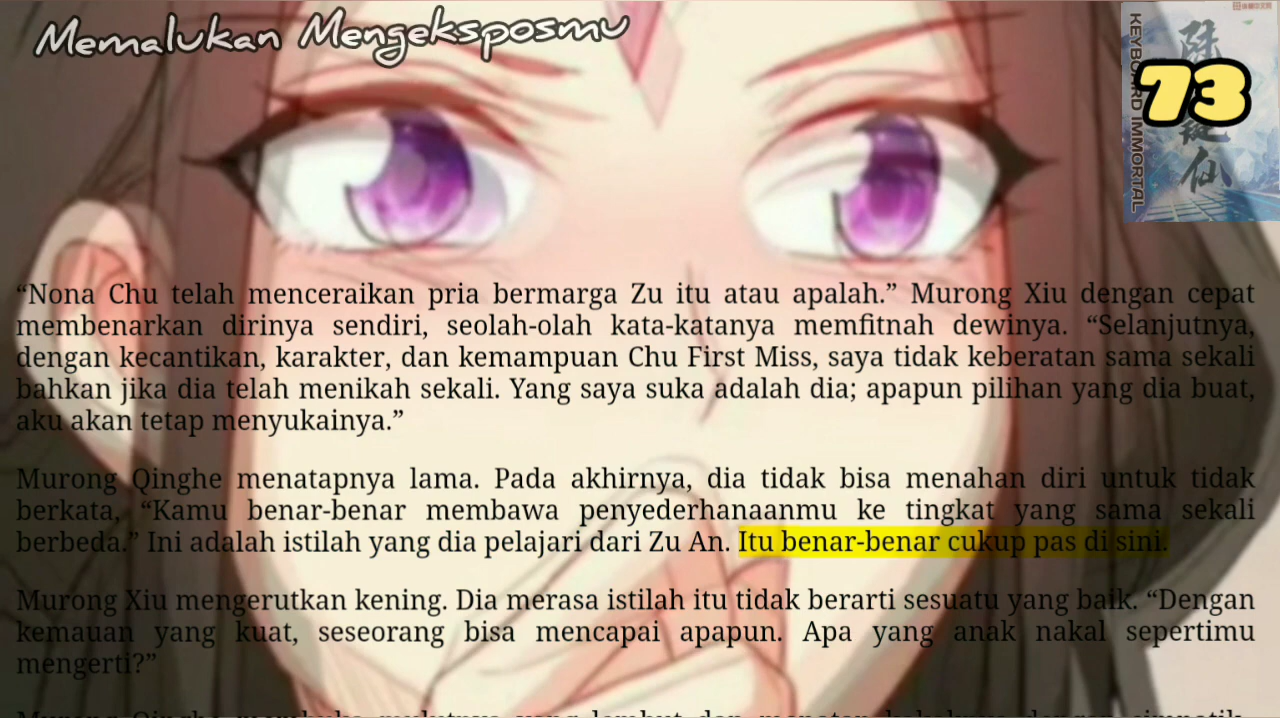 Memalukan Mengeksposmu
73
KEYBOARD IMMORTAL
“Nona Chu telah menceraikan pria bermarga Zu itu atau apalah.” Murong Xiu dengan cepat
membenarkan dirinya sendiri, seolah-olah kata-katanya memfitnah dewinya. “Selanjutnya,
dengan kecantikan, karakter, dan kemampuan Chu First Miss, saya tidak keberatan sama sekali
bahkan jika dia telah menikah sekali. Yang saya suka adalah dia; apapun pilihan yang dia buat,
aku akan tetap menyukainya.”
Murong Qinghe menatapnya lama. Pada akhirnya, dia tidak bisa menahan diri untuk tidak
berkata, “Kamu benar-benar membawa penyederhanaanmu ke tingkat yang sama sekali
berbeda.” Ini adalah istilah yang dia pelajari dari Zu An. Itu benar-benar cukup pas di sini.
Murong Xiu mengerutkan kening. Dia merasa istilah itu tidak berarti sesuatu yang baik. “Dengan
kemauan yang kuat, seseorang bisa mencapai apapun. Apa yang anak nakal sepertimu
mengerti?”